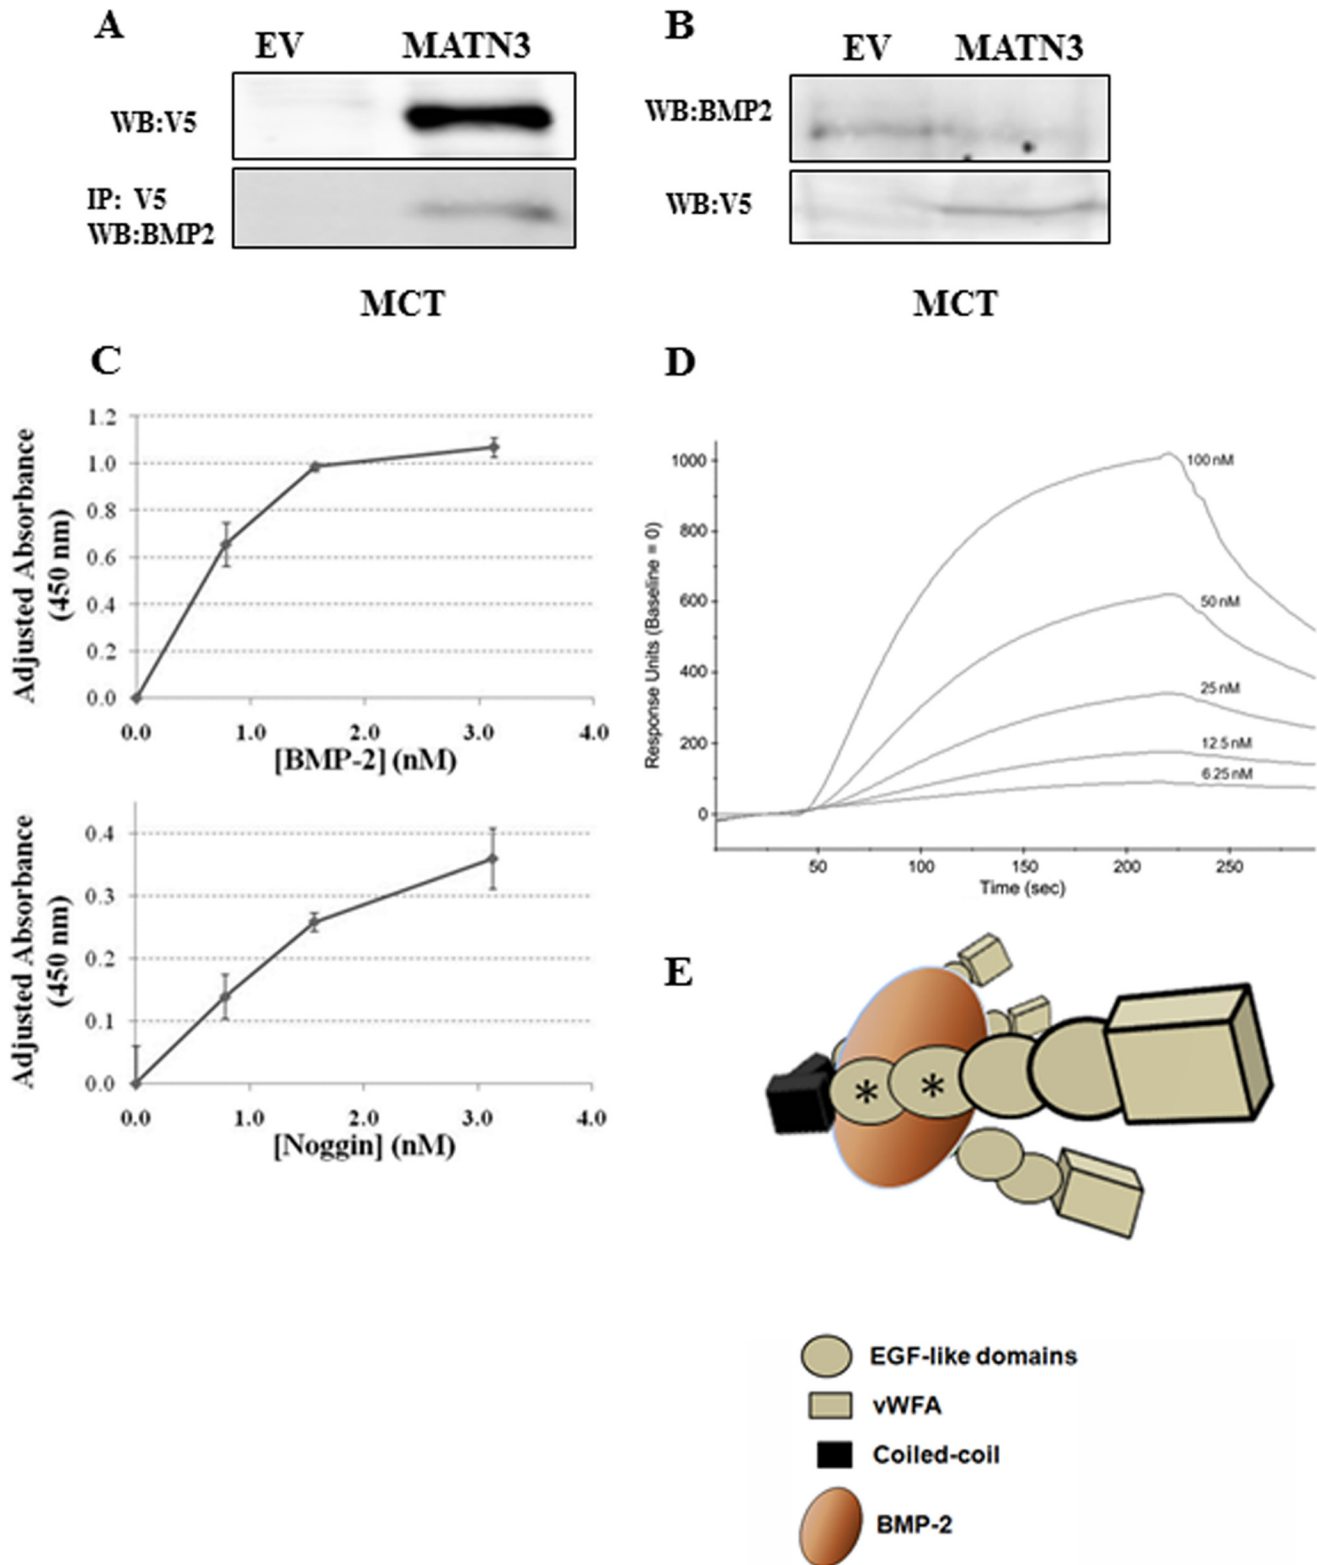 A
EV MATN3
WB:V5
IP: V5
WB:BMP2
MCT
B
EV MATN3
WB:BMP2
WB:V5
MCT
C
Adjusted Absorbance
(450 nm)
1.2
1.0
0.8
0.6
0.4
0.2
0.0
0.0 1.0 2.0 3.0 4.0
[BMP-2] (nM)
Adjusted Absorbance
(450 nm)
0.4
0.3
0.2
0.1
0.0
0.0 1.0 2.0 3.0 4.0
[Noggin] (nM)
D
Response Units (Baseline = 0)
1000
800
600
400
200
0
100 nM
50 nM
25 nM
12.5 nM
6.25 nM
50 100 150 200 250
Time (sec)
E
* *
EGF-like domains
vWFA
Coiled-coil
BMP-2